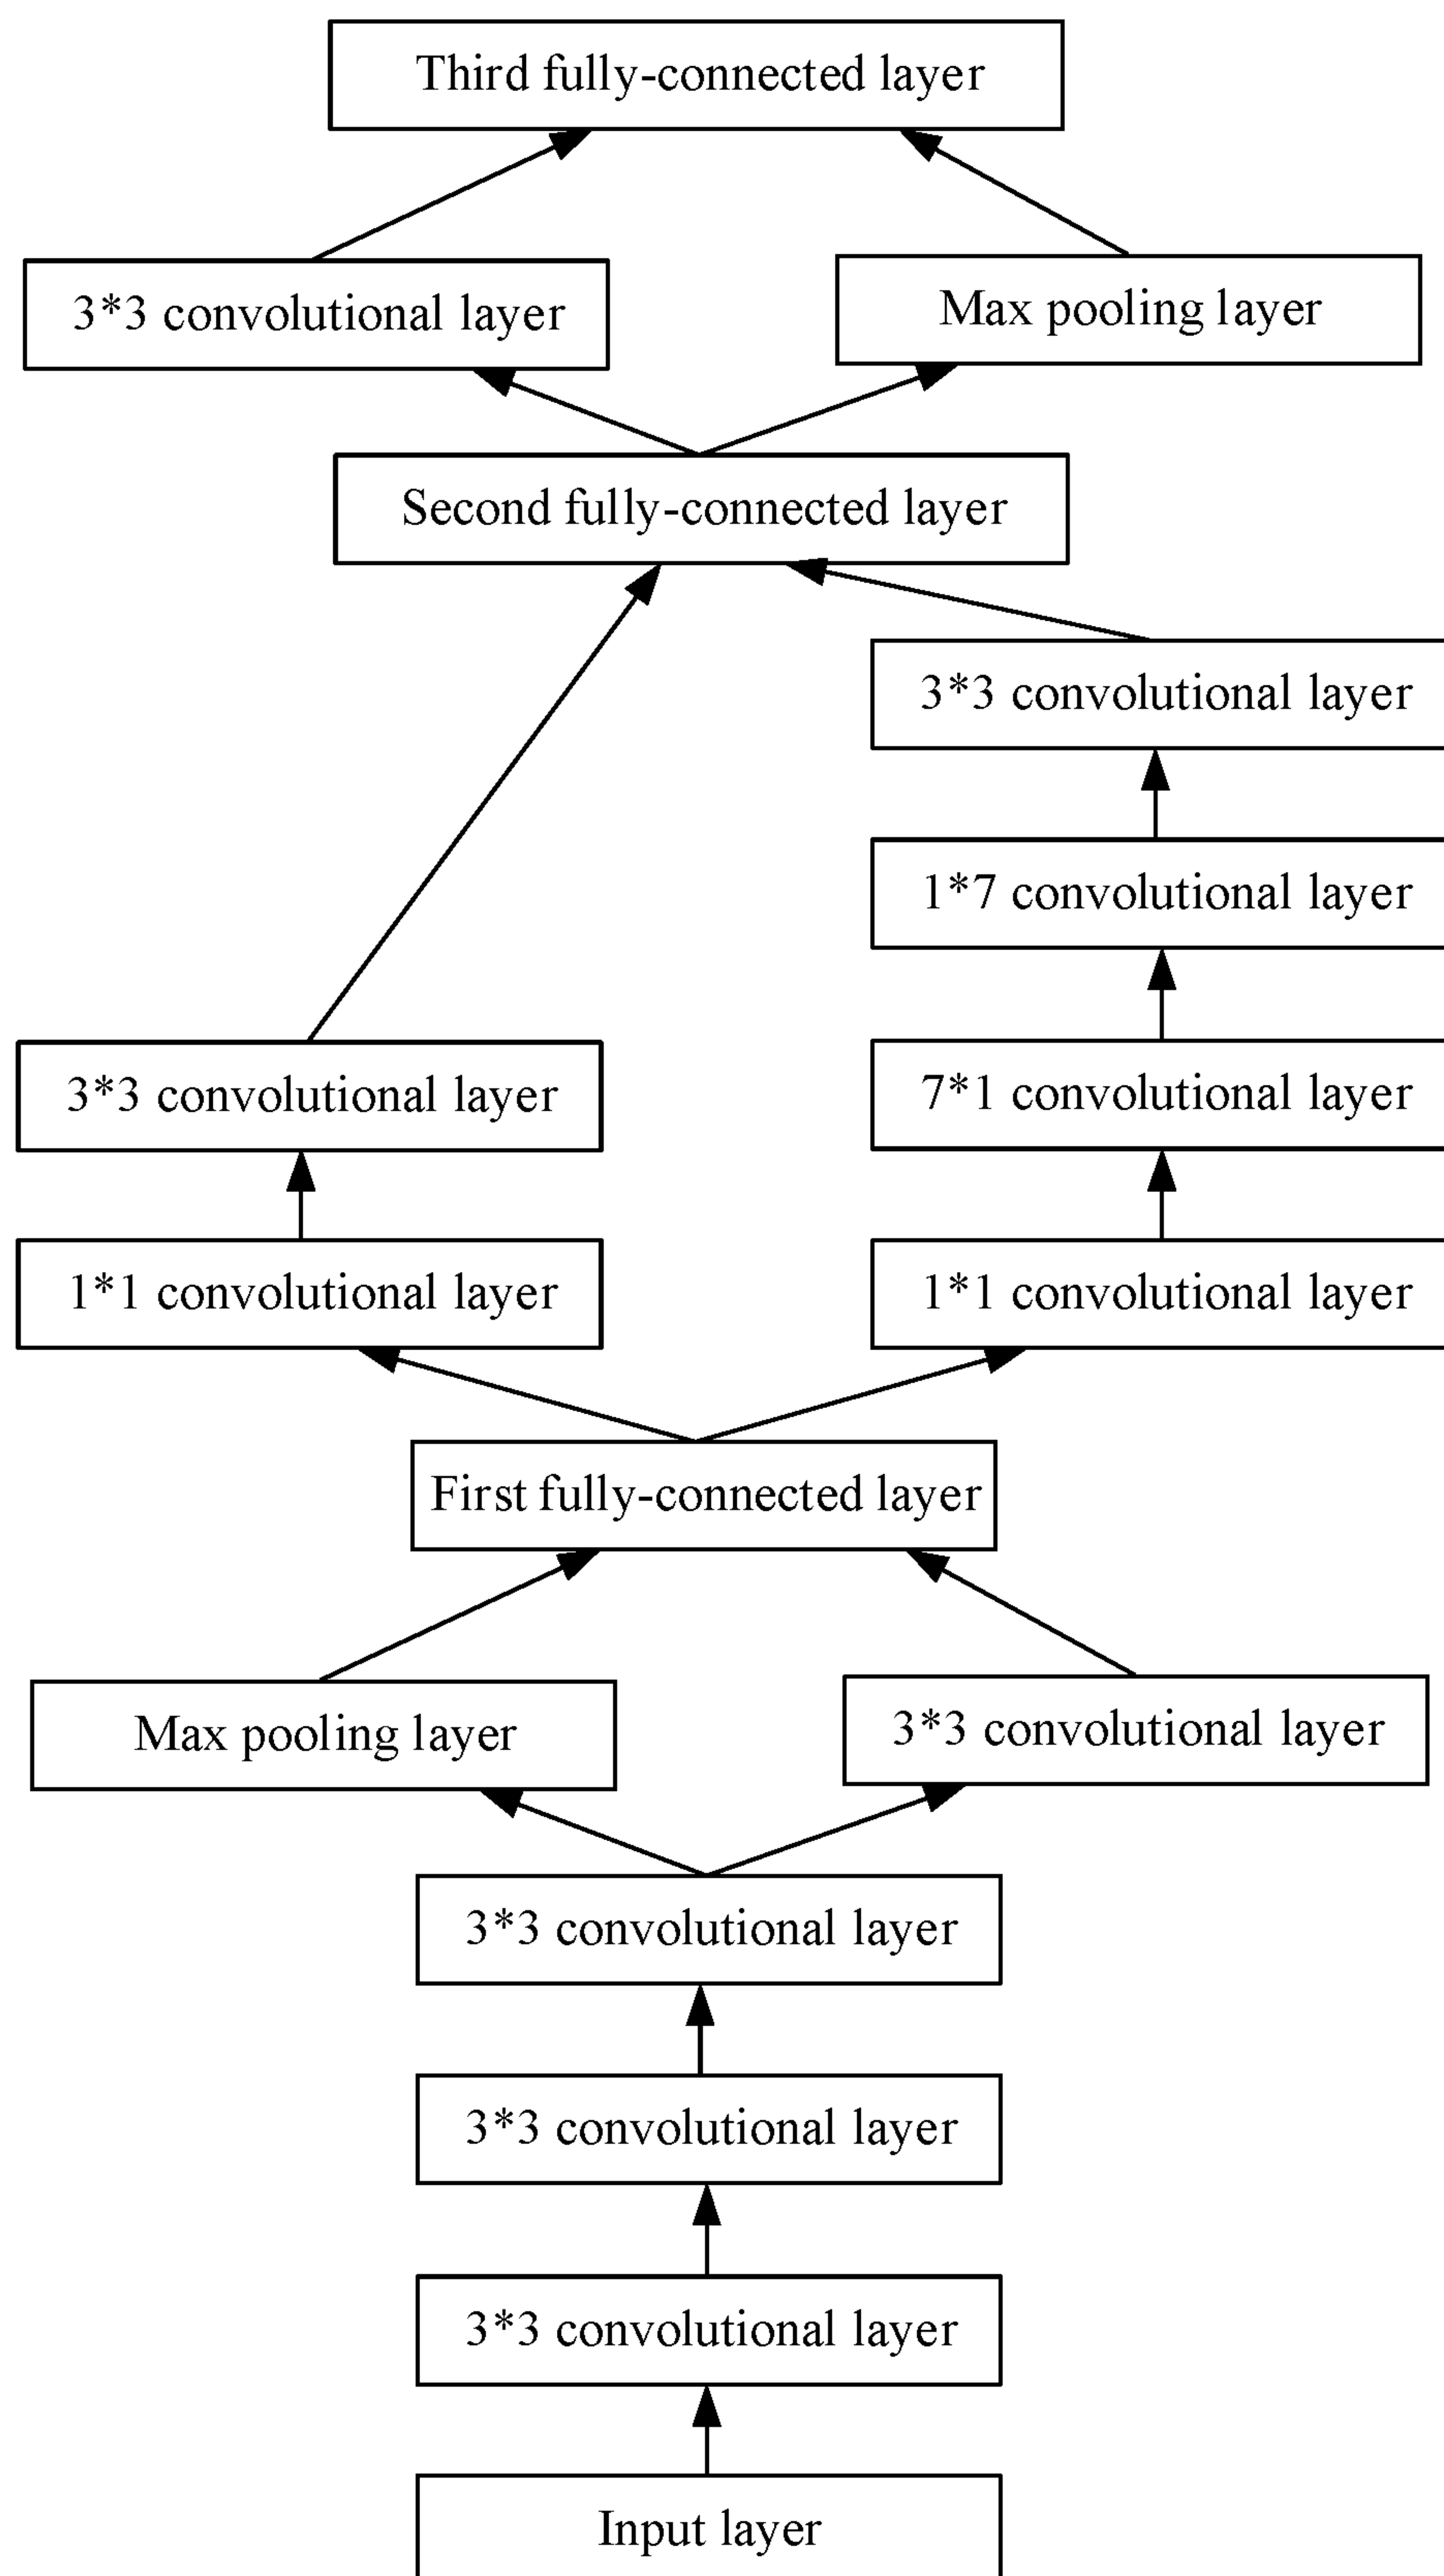 Third fully-connected layer
3*3 convolutional layer
Max pooling layer
Second fully-connected layer
3*3 convolutional layer
1*7 convolutional layer
3*3 convolutional layer
7*1 convolutional layer
1*1 convolutional layer
1*1 convolutional layer
First fully-connected layer
Max pooling layer
3*3 convolutional layer
3*3 convolutional layer
3*3 convolutional layer
3*3 convolutional layer
Input layer